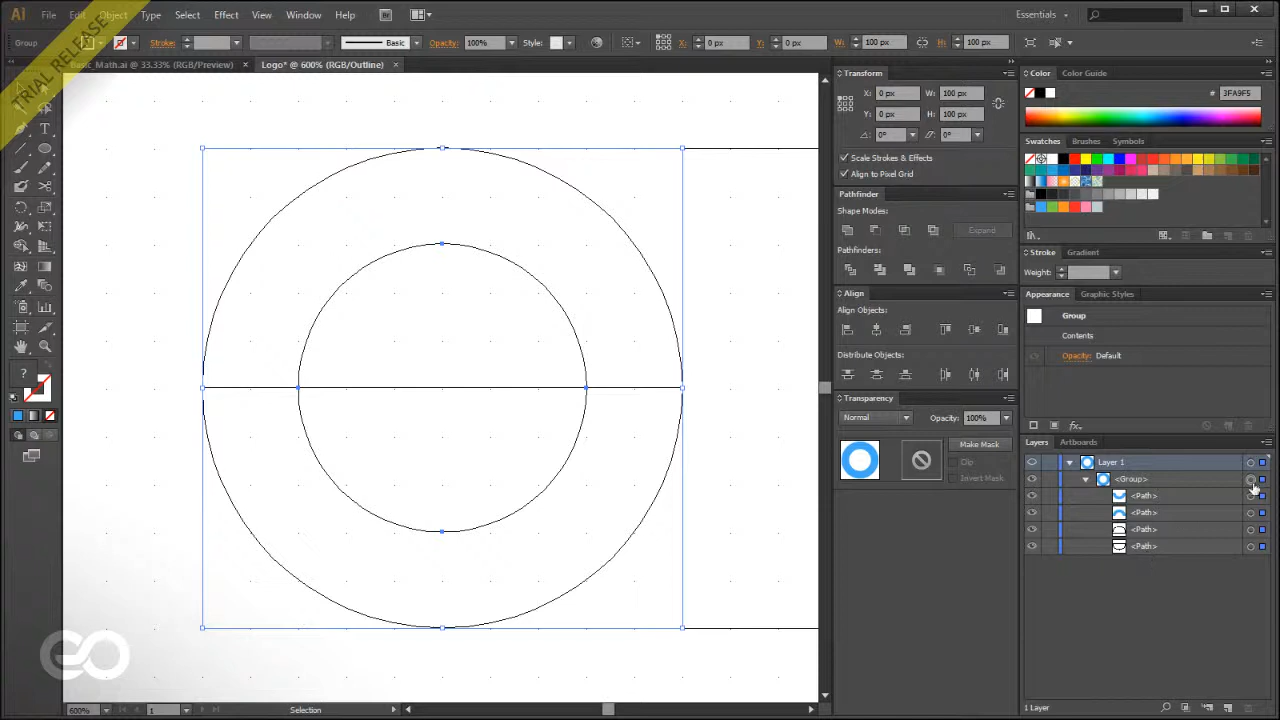 Ai File Edit Object Type Select Effect View Window Help Br Essentials
Group Stroke: Basic Opacity: 100% Style: X: 0 px Y: 0 px W: 100 px H: 100 px
TRIAL RELEASE
Basic_Math.ai @ 33.33% (RGB/Preview) × Logo* @ 600% (RGB/Outline) ×
Transform
X: 0 px W: 100 px
Y: 0 px H: 100 px
0° 0°
Scale Strokes & Effects
Align to Pixel Grid
Pathfinder
Shape Modes:
Expand
Pathfinders:
Align
Align Objects:
Distribute Objects:
Transparency
Normal Opacity: 100%
Make Mask
Clip
Invert Mask
Color Color Guide
# 3FA9F5
Swatches Brushes Symbols
Stroke Gradient
Weight:
Appearance Graphic Styles
Group
Contents
Opacity: Default
Layers Artboards
Layer 1
<Group>
<Path>
<Path>
<Path>
<Path>
1 Layer
?
600% 1 Selection